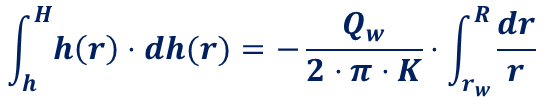 ∫_h^H h(r) · dh(r) = − Q_w / (2 · π · K) · ∫_{r_w}^R dr / r